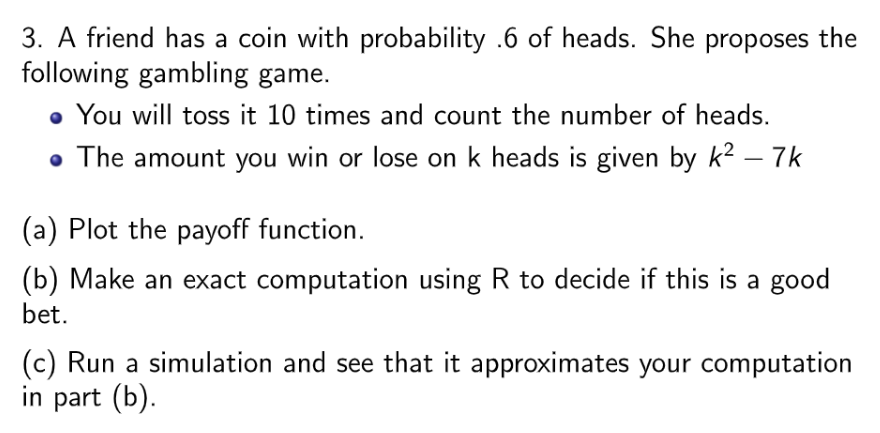 3. A friend has a coin with probability .6 of heads. She proposes the
following gambling game.
• You will toss it 10 times and count the number of heads.
• The amount you win or lose on k heads is given by k² − 7k
(a) Plot the payoff function.
(b) Make an exact computation using R to decide if this is a good
bet.
(c) Run a simulation and see that it approximates your computation
in part (b).